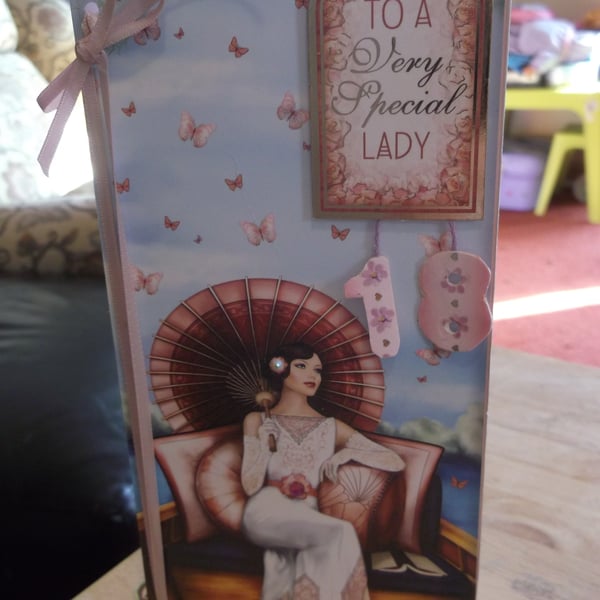 TO A
Very
Special
LADY
18